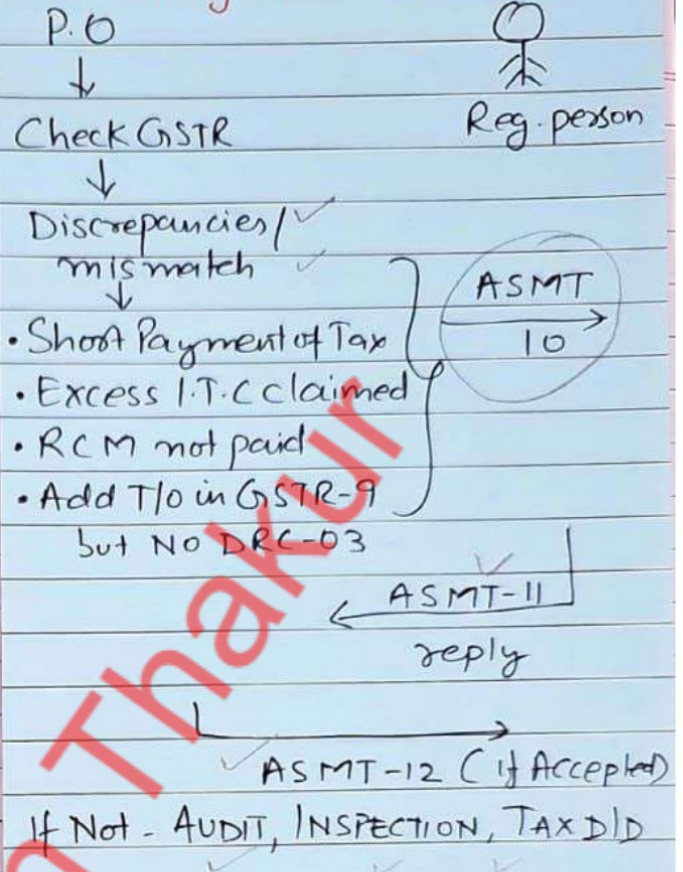 P.O
Reg. person
Check GSTR
Discrepancies/
mismatch
ASMT
10
• Short Payment of Tax
• Excess I.T.C claimed
• RCM not paid
• Add T/O in GSTR-9
but NO DRC-03
ASMT-11
reply
ASMT-12 (if Accepted)
If Not - AUDIT, INSPECTION, TAX D/D
Thakur